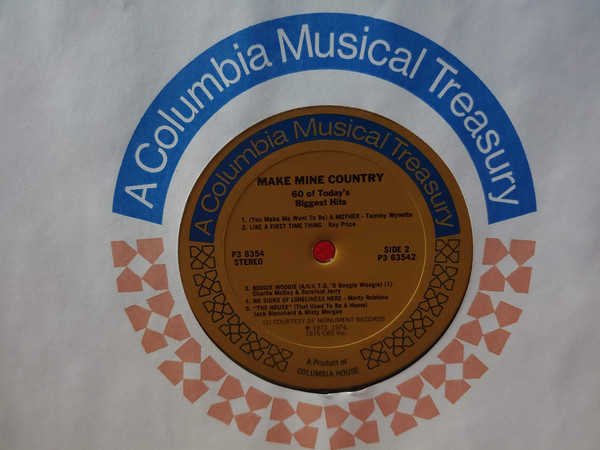 A Columbia Musical Treasury
A Columbia Musical Treasury
MAKE MINE COUNTRY
60 of Today's
Biggest Hits
1. (You Make Me Want To Be) A MOTHER - Tammy Wynette
2. LIKE A FIRST TIME THING - Ray Price
P3 6354
STEREO
SIDE 2
P3 63542
3. BOOGIE WOOGIE (A/K/A T.D. 'S Boogie Woogie) (1)
Charlie McCoy & Barefoot Jerry
4. NO SIGNS OF LONELINESS HERE - Marty Robbins
5. "THE HOUSE" (That Used To Be A Home)
Jack Blanchard & Misty Morgan
(1) COURTESY OF MONUMENT RECORDS
℗ 1973, 1974,
1975 CBS Inc.
A Product of
COLUMBIA HOUSE